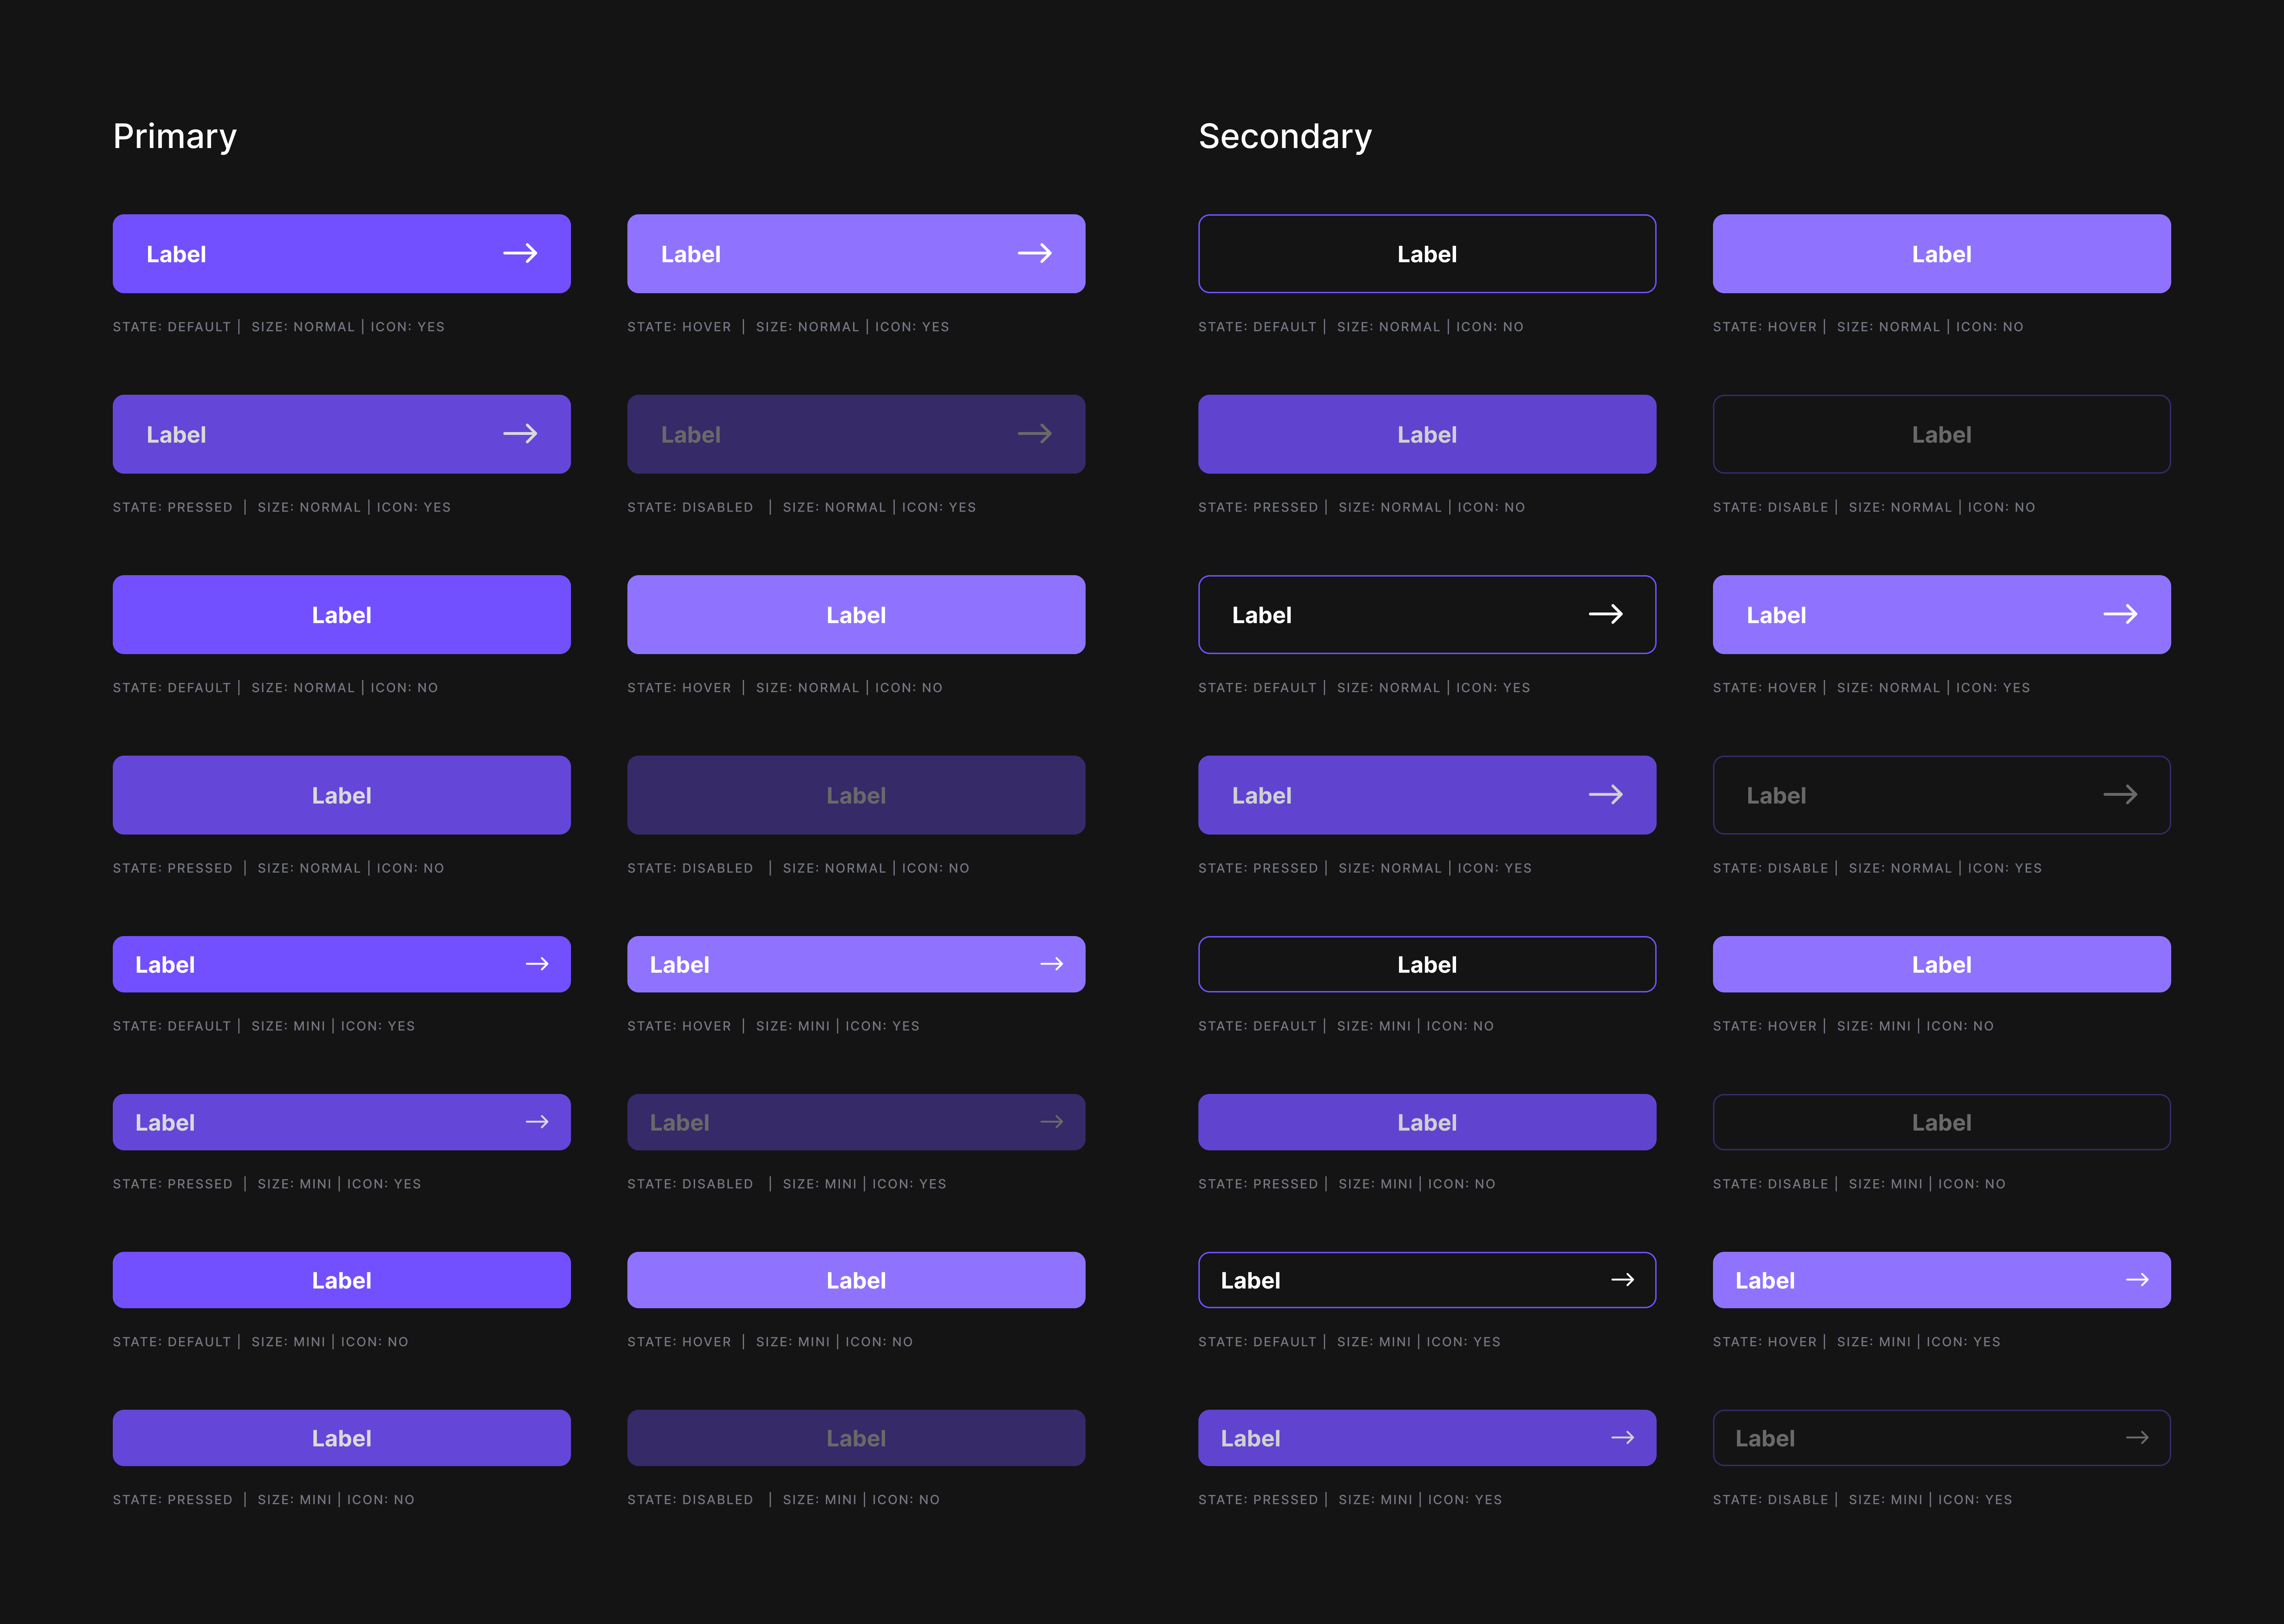 Primary
Label
STATE: DEFAULT | SIZE: NORMAL | ICON: YES
Label
STATE: HOVER | SIZE: NORMAL | ICON: YES
Label
STATE: PRESSED | SIZE: NORMAL | ICON: YES
Label
STATE: DISABLED | SIZE: NORMAL | ICON: YES
Label
STATE: DEFAULT | SIZE: NORMAL | ICON: NO
Label
STATE: HOVER | SIZE: NORMAL | ICON: NO
Label
STATE: PRESSED | SIZE: NORMAL | ICON: NO
Label
STATE: DISABLED | SIZE: NORMAL | ICON: NO
Label
STATE: DEFAULT | SIZE: MINI | ICON: YES
Label
STATE: HOVER | SIZE: MINI | ICON: YES
Label
STATE: PRESSED | SIZE: MINI | ICON: YES
Label
STATE: DISABLED | SIZE: MINI | ICON: YES
Label
STATE: DEFAULT | SIZE: MINI | ICON: NO
Label
STATE: HOVER | SIZE: MINI | ICON: NO
Label
STATE: PRESSED | SIZE: MINI | ICON: NO
Label
STATE: DISABLED | SIZE: MINI | ICON: NO
Secondary
Label
STATE: DEFAULT | SIZE: NORMAL | ICON: NO
Label
STATE: HOVER | SIZE: NORMAL | ICON: NO
Label
STATE: PRESSED | SIZE: NORMAL | ICON: NO
Label
STATE: DISABLE | SIZE: NORMAL | ICON: NO
Label
STATE: DEFAULT | SIZE: NORMAL | ICON: YES
Label
STATE: HOVER | SIZE: NORMAL | ICON: YES
Label
STATE: PRESSED | SIZE: NORMAL | ICON: YES
Label
STATE: DISABLE | SIZE: NORMAL | ICON: YES
Label
STATE: DEFAULT | SIZE: MINI | ICON: NO
Label
STATE: HOVER | SIZE: MINI | ICON: NO
Label
STATE: PRESSED | SIZE: MINI | ICON: NO
Label
STATE: DISABLE | SIZE: MINI | ICON: NO
Label
STATE: DEFAULT | SIZE: MINI | ICON: YES
Label
STATE: HOVER | SIZE: MINI | ICON: YES
Label
STATE: PRESSED | SIZE: MINI | ICON: YES
Label
STATE: DISABLE | SIZE: MINI | ICON: YES